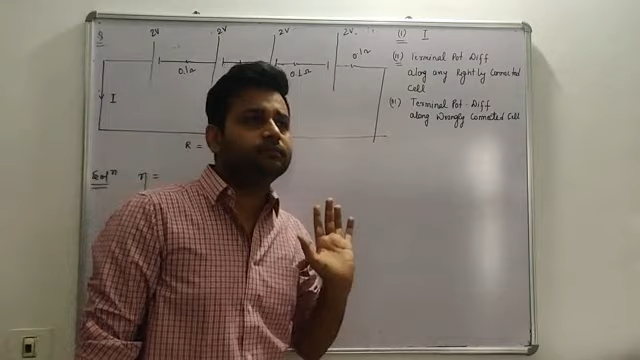 Q
2V 2V 2V 2V
0.1Ω 0.1Ω 0.1Ω
I
R =
(i) I
(ii) Terminal Pot Diff
along any Rightly Connected
Cell
(iii) Terminal Pot. Diff
along Wrongly Connected Cell
Solⁿ η =